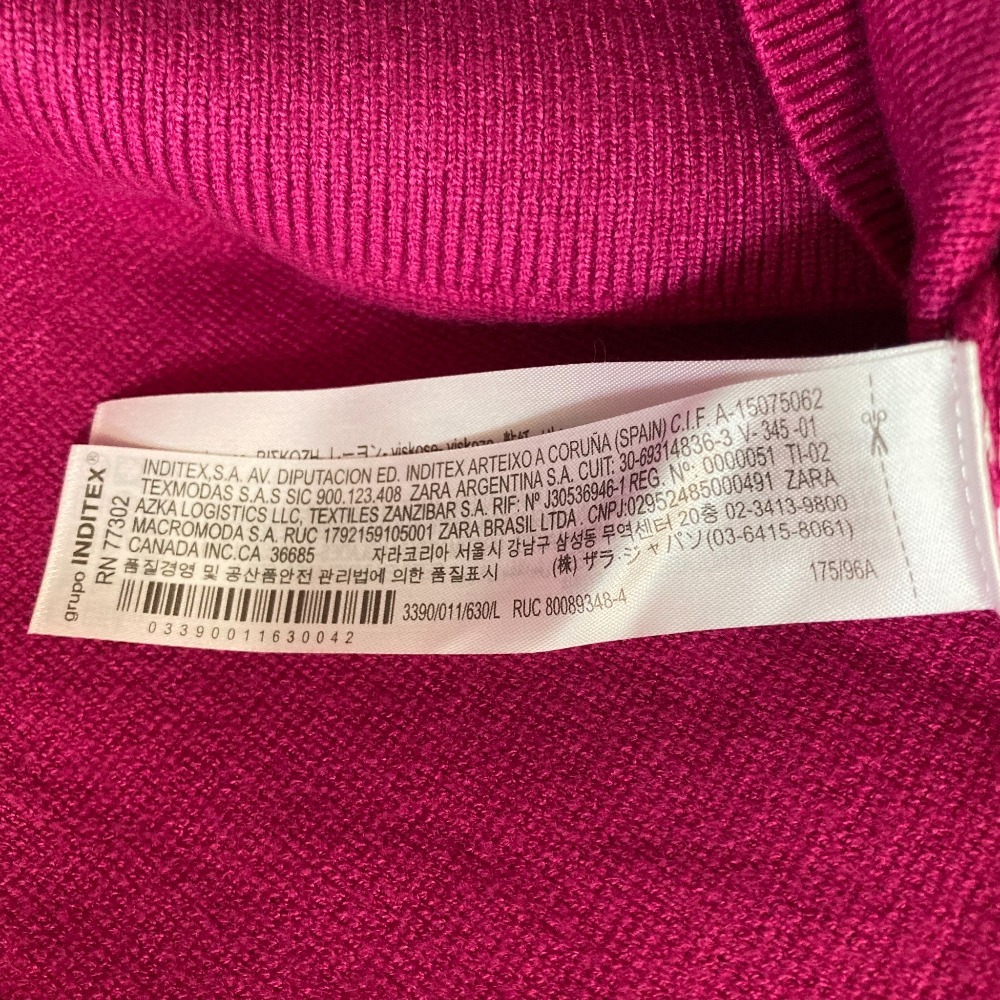 レーヨン- viskose- viskoze-
grupo INDITEX®
RN 77302
INDITEX,S.A. AV. DIPUTACION ED. INDITEX ARTEIXO A CORUÑA (SPAIN) C.I.F. A-15075062
TEXMODAS S.A.S SIC 900.123.408 ZARA ARGENTINA S.A. CUIT: 30-69314836-3 V- 345 -01
AZKA LOGISTICS LLC, TEXTILES ZANZIBAR S.A. RIF: Nº J30536946-1 REG. Nº: 0000051 TI-02
MACROMODA S.A. RUC 1792159105001 ZARA BRASIL LTDA . CNPJ:02952485000491 ZARA
CANADA INC.CA 36685 자라코리아 서울시 강남구 삼성동 무역센터 20층 02-3413-9800
품질경영 및 공산품안전 관리법에 의한 품질표시 (株) ザラ・ジャパン(03-6415-8061)
175/96A
3390/011/630/L RUC 80089348-4
03390011630042